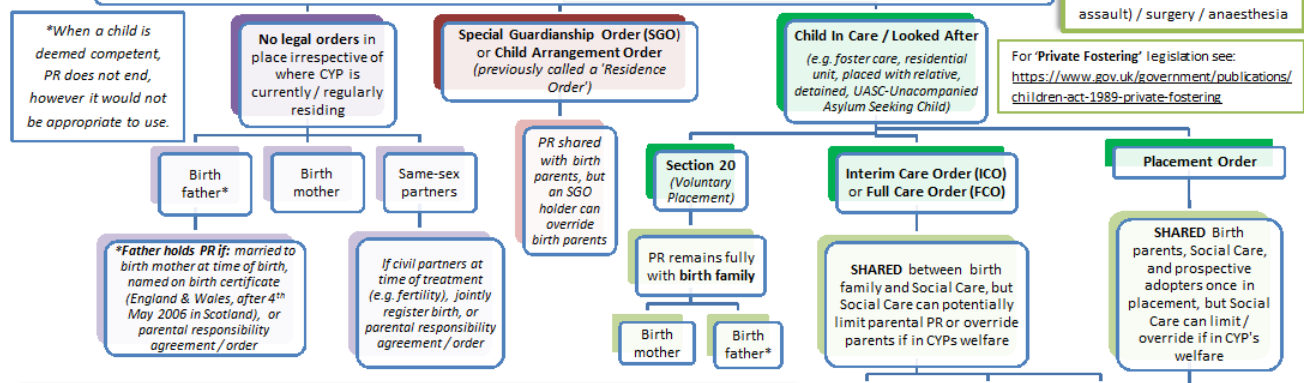 assault) / surgery / anaesthesia
*When a child is
deemed competent,
PR does not end,
however it would not
be appropriate to use.
No legal orders in
place irrespective of
where CYP is
currently / regularly
residing
Special Guardianship Order (SGO)
or Child Arrangement Order
(previously called a 'Residence
Order')
Child In Care / Looked After
(e.g. foster care, residential
unit, placed with relative,
detained, UASC-Unacompanied
Asylum Seeking Child)
For 'Private Fostering' legislation see:
https://www.gov.uk/government/publications/
children-act-1989-private-fostering
Birth
father*
Birth
mother
Same-sex
partners
PR shared
with birth
parents, but
an SGO
holder can
override
birth parents
Section 20
(Voluntary
Placement)
Interim Care Order (ICO)
or Full Care Order (FCO)
Placement Order
*Father holds PR if: married to
birth mother at time of birth,
named on birth certificate
(England & Wales, after 4th
May 2006 in Scotland), or
parental responsibility
agreement / order
If civil partners at
time of treatment
(e.g. fertility), jointly
register birth, or
parental responsibility
agreement / order
PR remains fully
with birth family
Birth
mother
Birth
father*
SHARED between birth
family and Social Care, but
Social Care can potentially
limit parental PR or override
parents if in CYPs welfare
SHARED Birth
parents, Social Care,
and prospective
adopters once in
placement, but Social
Care can limit /
override if in CYP's
welfare